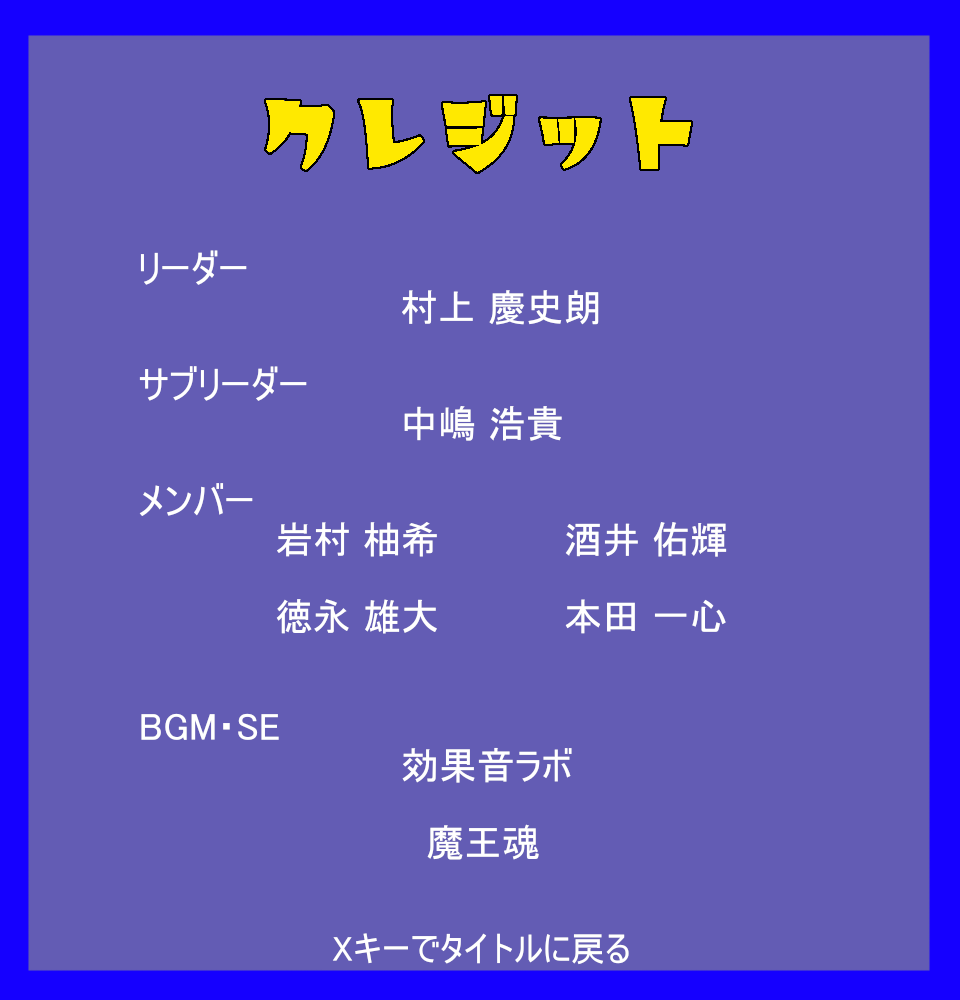 クレジット
リーダー
村上 慶史朗
サブリーダー
中嶋 浩貴
メンバー
岩村 柚希 酒井 佑輝
徳永 雄大 本田 一心
BGM・SE
効果音ラボ
魔王魂
Xキーでタイトルに戻る